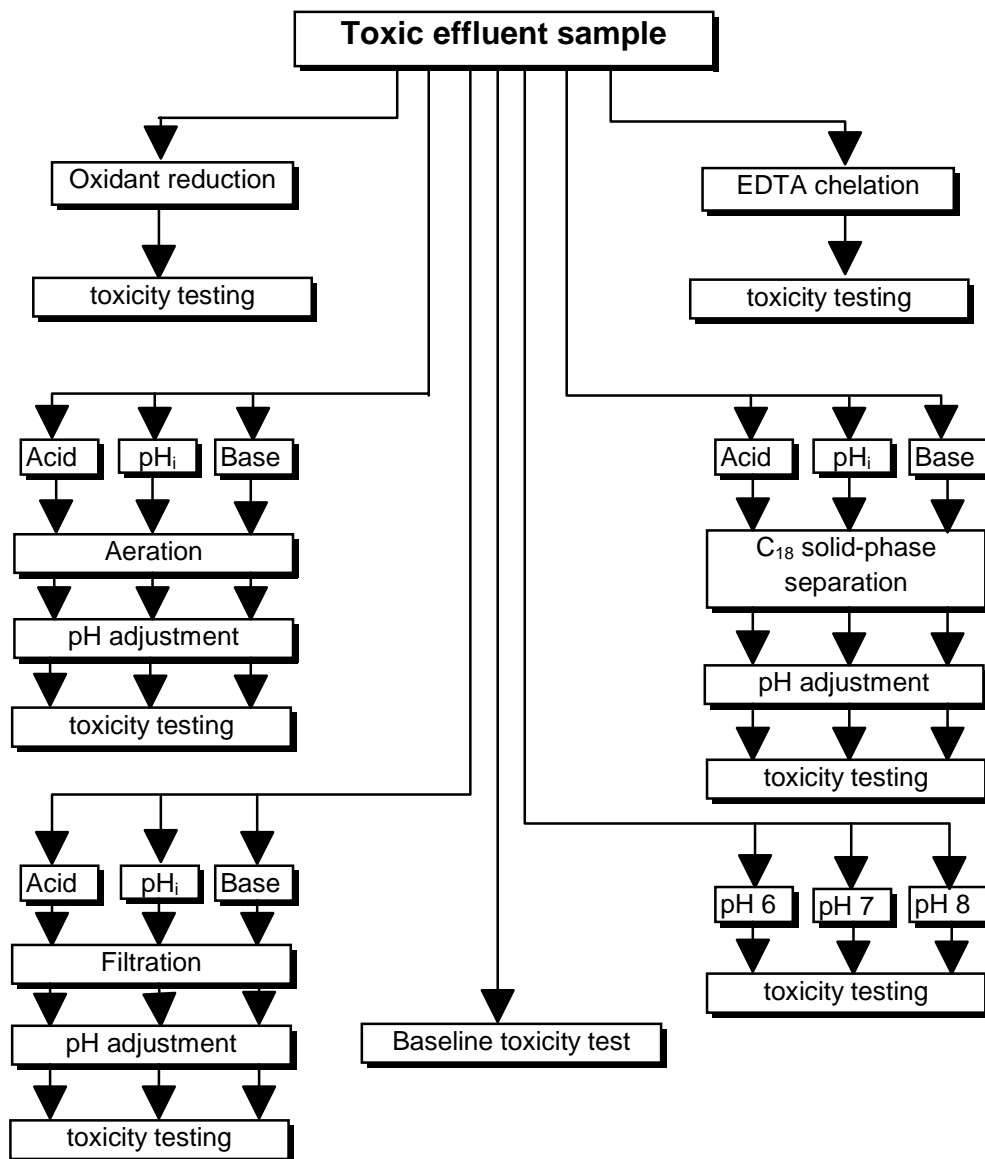 Toxic effluent sample
Oxidant reduction
toxicity testing
EDTA chelation
toxicity testing
Acid
pHi
Base
Aeration
pH adjustment
toxicity testing
Acid
pHi
Base
C18 solid-phase
separation
pH adjustment
toxicity testing
Acid
pHi
Base
Filtration
pH adjustment
toxicity testing
Baseline toxicity test
pH 6
pH 7
pH 8
toxicity testing